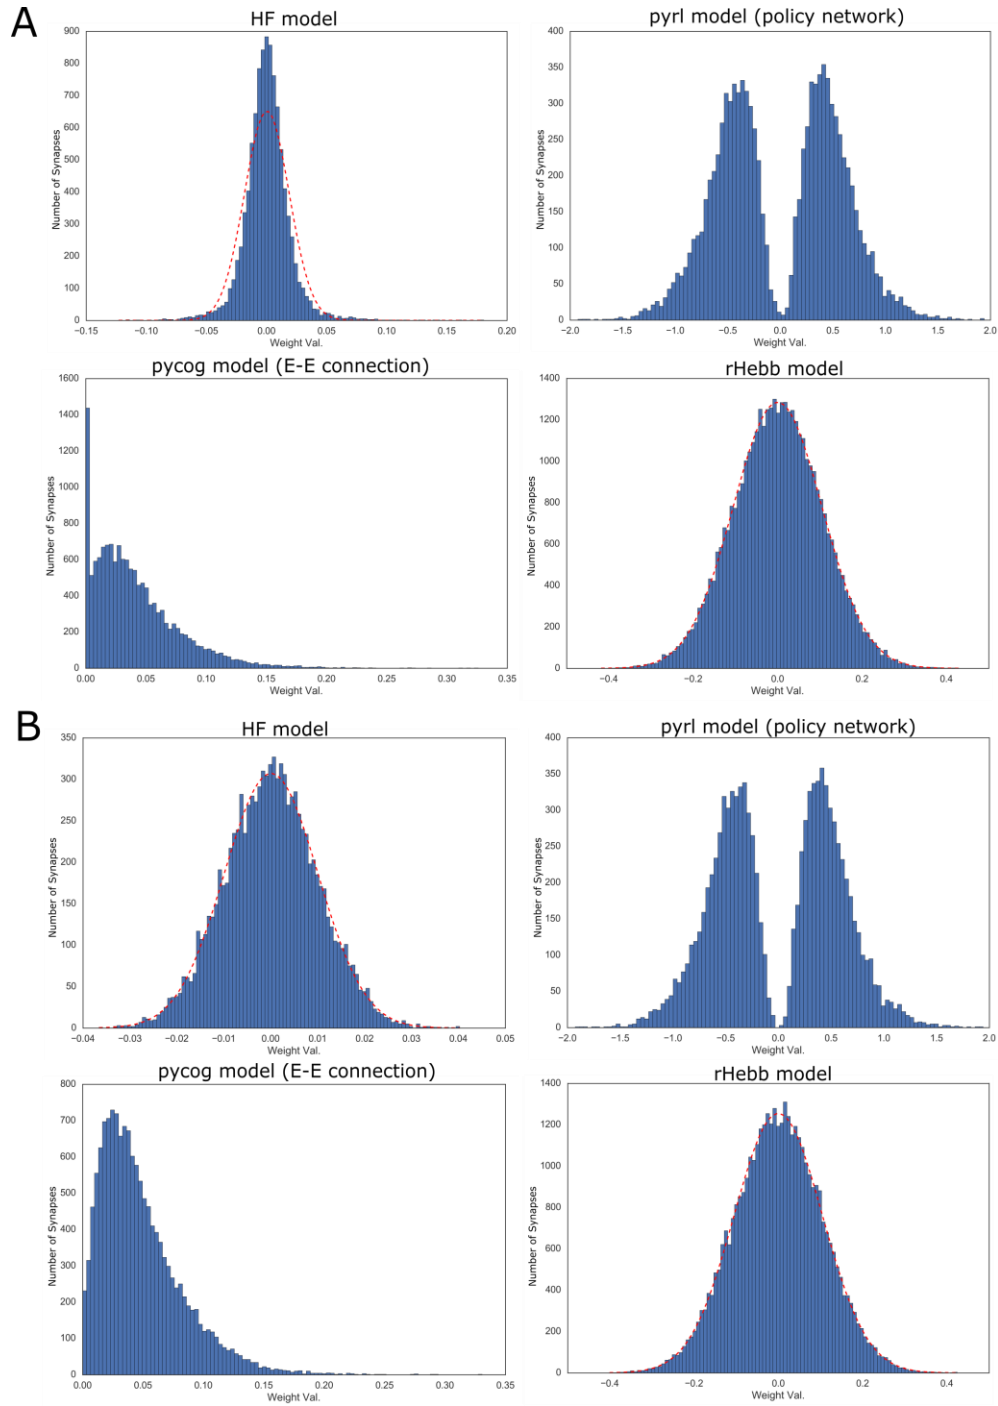 A
HF model
900
800
700
600
500
400
300
200
100
0
Number of Synapses
−0.15 −0.10 −0.05 0.00 0.05 0.10 0.15 0.20
Weight Val.
pyrl model (policy network)
400
350
300
250
200
150
100
50
0
Number of Synapses
−2.0 −1.5 −1.0 −0.5 0.0 0.5 1.0 1.5 2.0
Weight Val.
pycog model (E-E connection)
1600
1400
1200
1000
800
600
400
200
0
Number of Synapses
0.00 0.05 0.10 0.15 0.20 0.25 0.30 0.35
Weight Val.
rHebb model
1400
1200
1000
800
600
400
200
0
Number of Synapses
−0.4 −0.2 0.0 0.2 0.4
Weight Val.
B
HF model
350
300
250
200
150
100
50
0
Number of Synapses
−0.04 −0.03 −0.02 −0.01 0.00 0.01 0.02 0.03 0.04 0.05
Weight Val.
pyrl model (policy network)
400
350
300
250
200
150
100
50
0
Number of Synapses
−2.0 −1.5 −1.0 −0.5 0.0 0.5 1.0 1.5 2.0
Weight Val.
pycog model (E-E connection)
800
700
600
500
400
300
200
100
0
Number of Synapses
0.00 0.05 0.10 0.15 0.20 0.25 0.30 0.35
Weight Val.
rHebb model
1400
1200
1000
800
600
400
200
0
Number of Synapses
−0.4 −0.2 0.0 0.2 0.4
Weight Val.